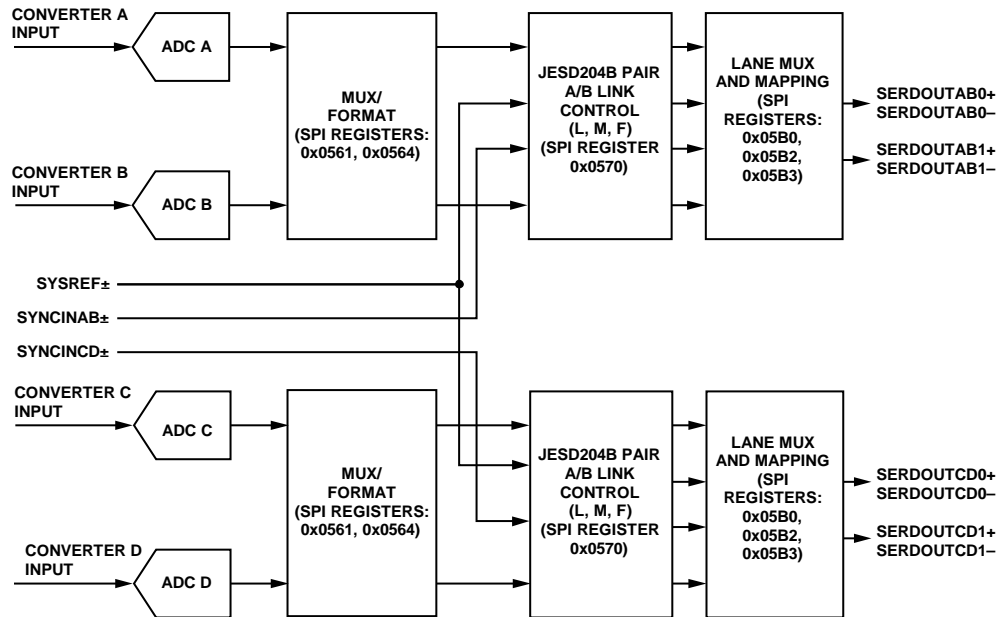 CONVERTER A
INPUT
ADC A
MUX/
FORMAT
(SPI REGISTERS:
0x0561, 0x0564)
JESD204B PAIR
A/B LINK
CONTROL
(L, M, F)
(SPI REGISTER
0x0570)
LANE MUX
AND MAPPING
(SPI
REGISTERS:
0x05B0,
0x05B2,
0x05B3)
SERDOUTAB0+
SERDOUTAB0–
SERDOUTAB1+
SERDOUTAB1–
CONVERTER B
INPUT
ADC B
SYSREF±
SYNCINAB±
SYNCINCD±
CONVERTER C
INPUT
ADC C
MUX/
FORMAT
(SPI REGISTERS:
0x0561, 0x0564)
JESD204B PAIR
A/B LINK
CONTROL
(L, M, F)
(SPI REGISTER
0x0570)
LANE MUX
AND MAPPING
(SPI
REGISTERS:
0x05B0,
0x05B2,
0x05B3)
SERDOUTCD0+
SERDOUTCD0–
SERDOUTCD1+
SERDOUTCD1–
CONVERTER D
INPUT
ADC D